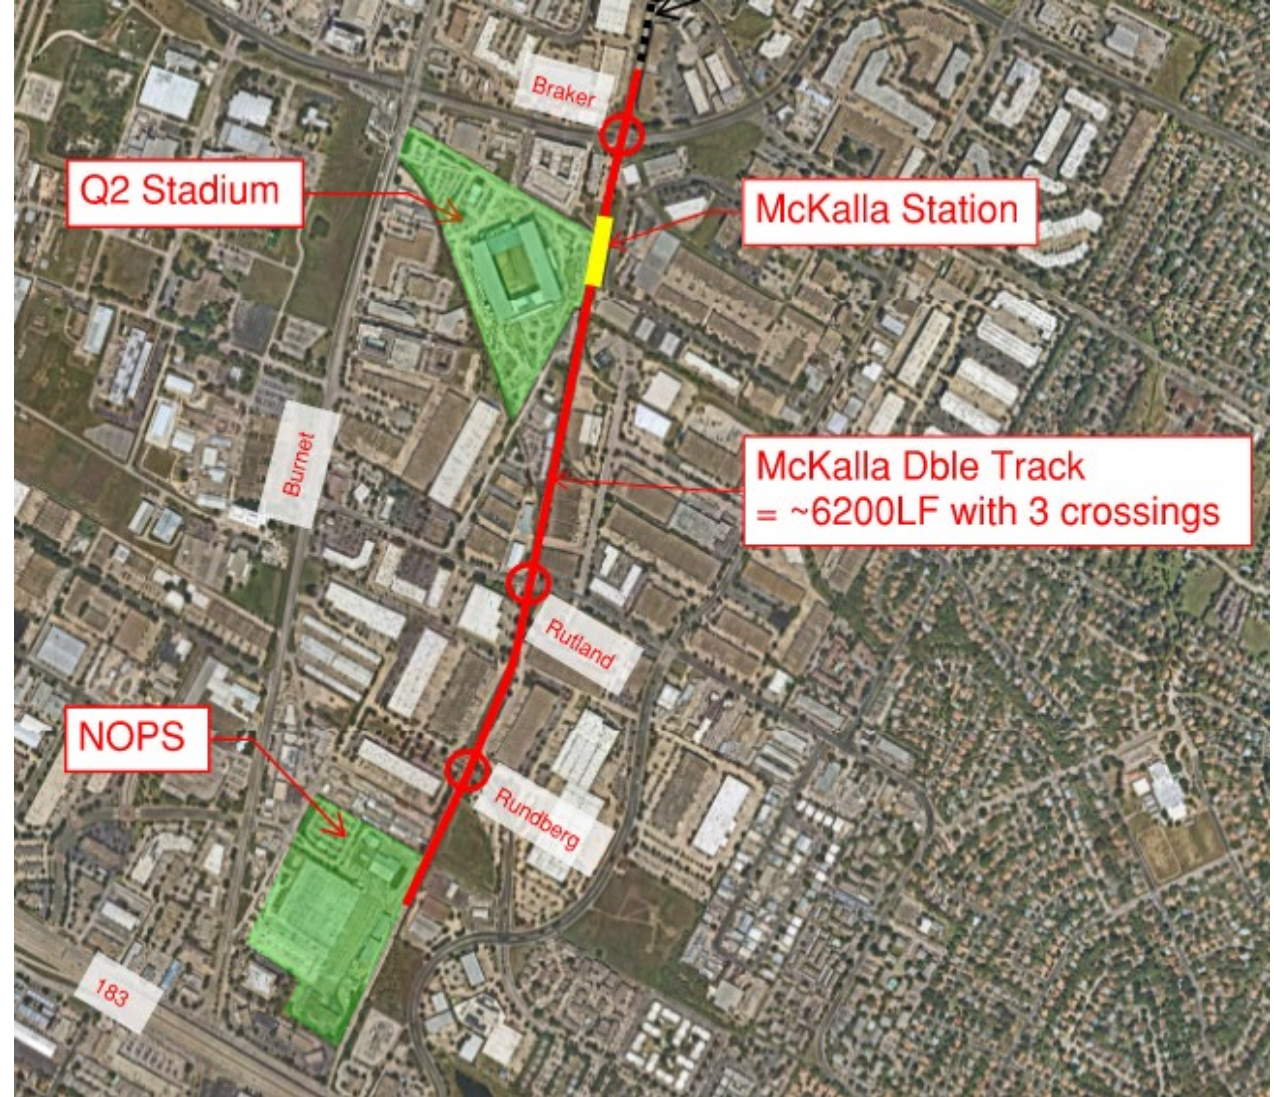 Braker
Q2 Stadium
McKalla Station
Burnet
McKalla Dble Track
= ~6200LF with 3 crossings
Rutland
NOPS
Rundberg
183